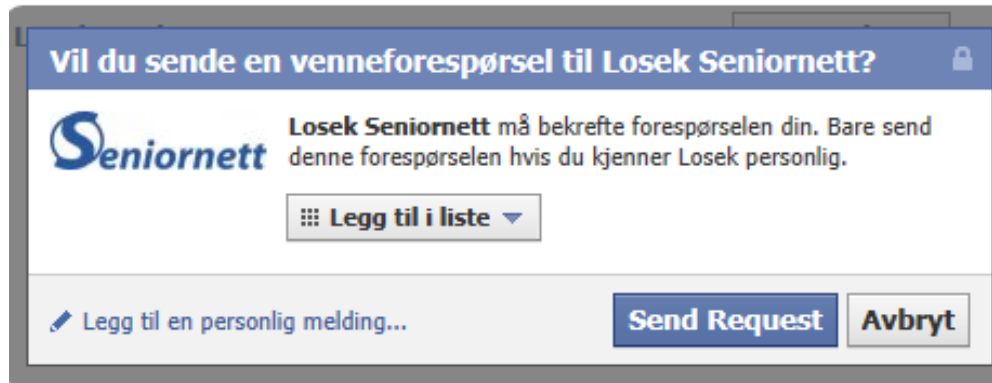 Vil du sende en venneforespørsel til Losek Seniornett?
Seniornett
Losek Seniornett må bekrefte forespørselen din. Bare send
denne forespørselen hvis du kjenner Losek personlig.
Legg til i liste
Legg til en personlig melding...
Send Request
Avbryt